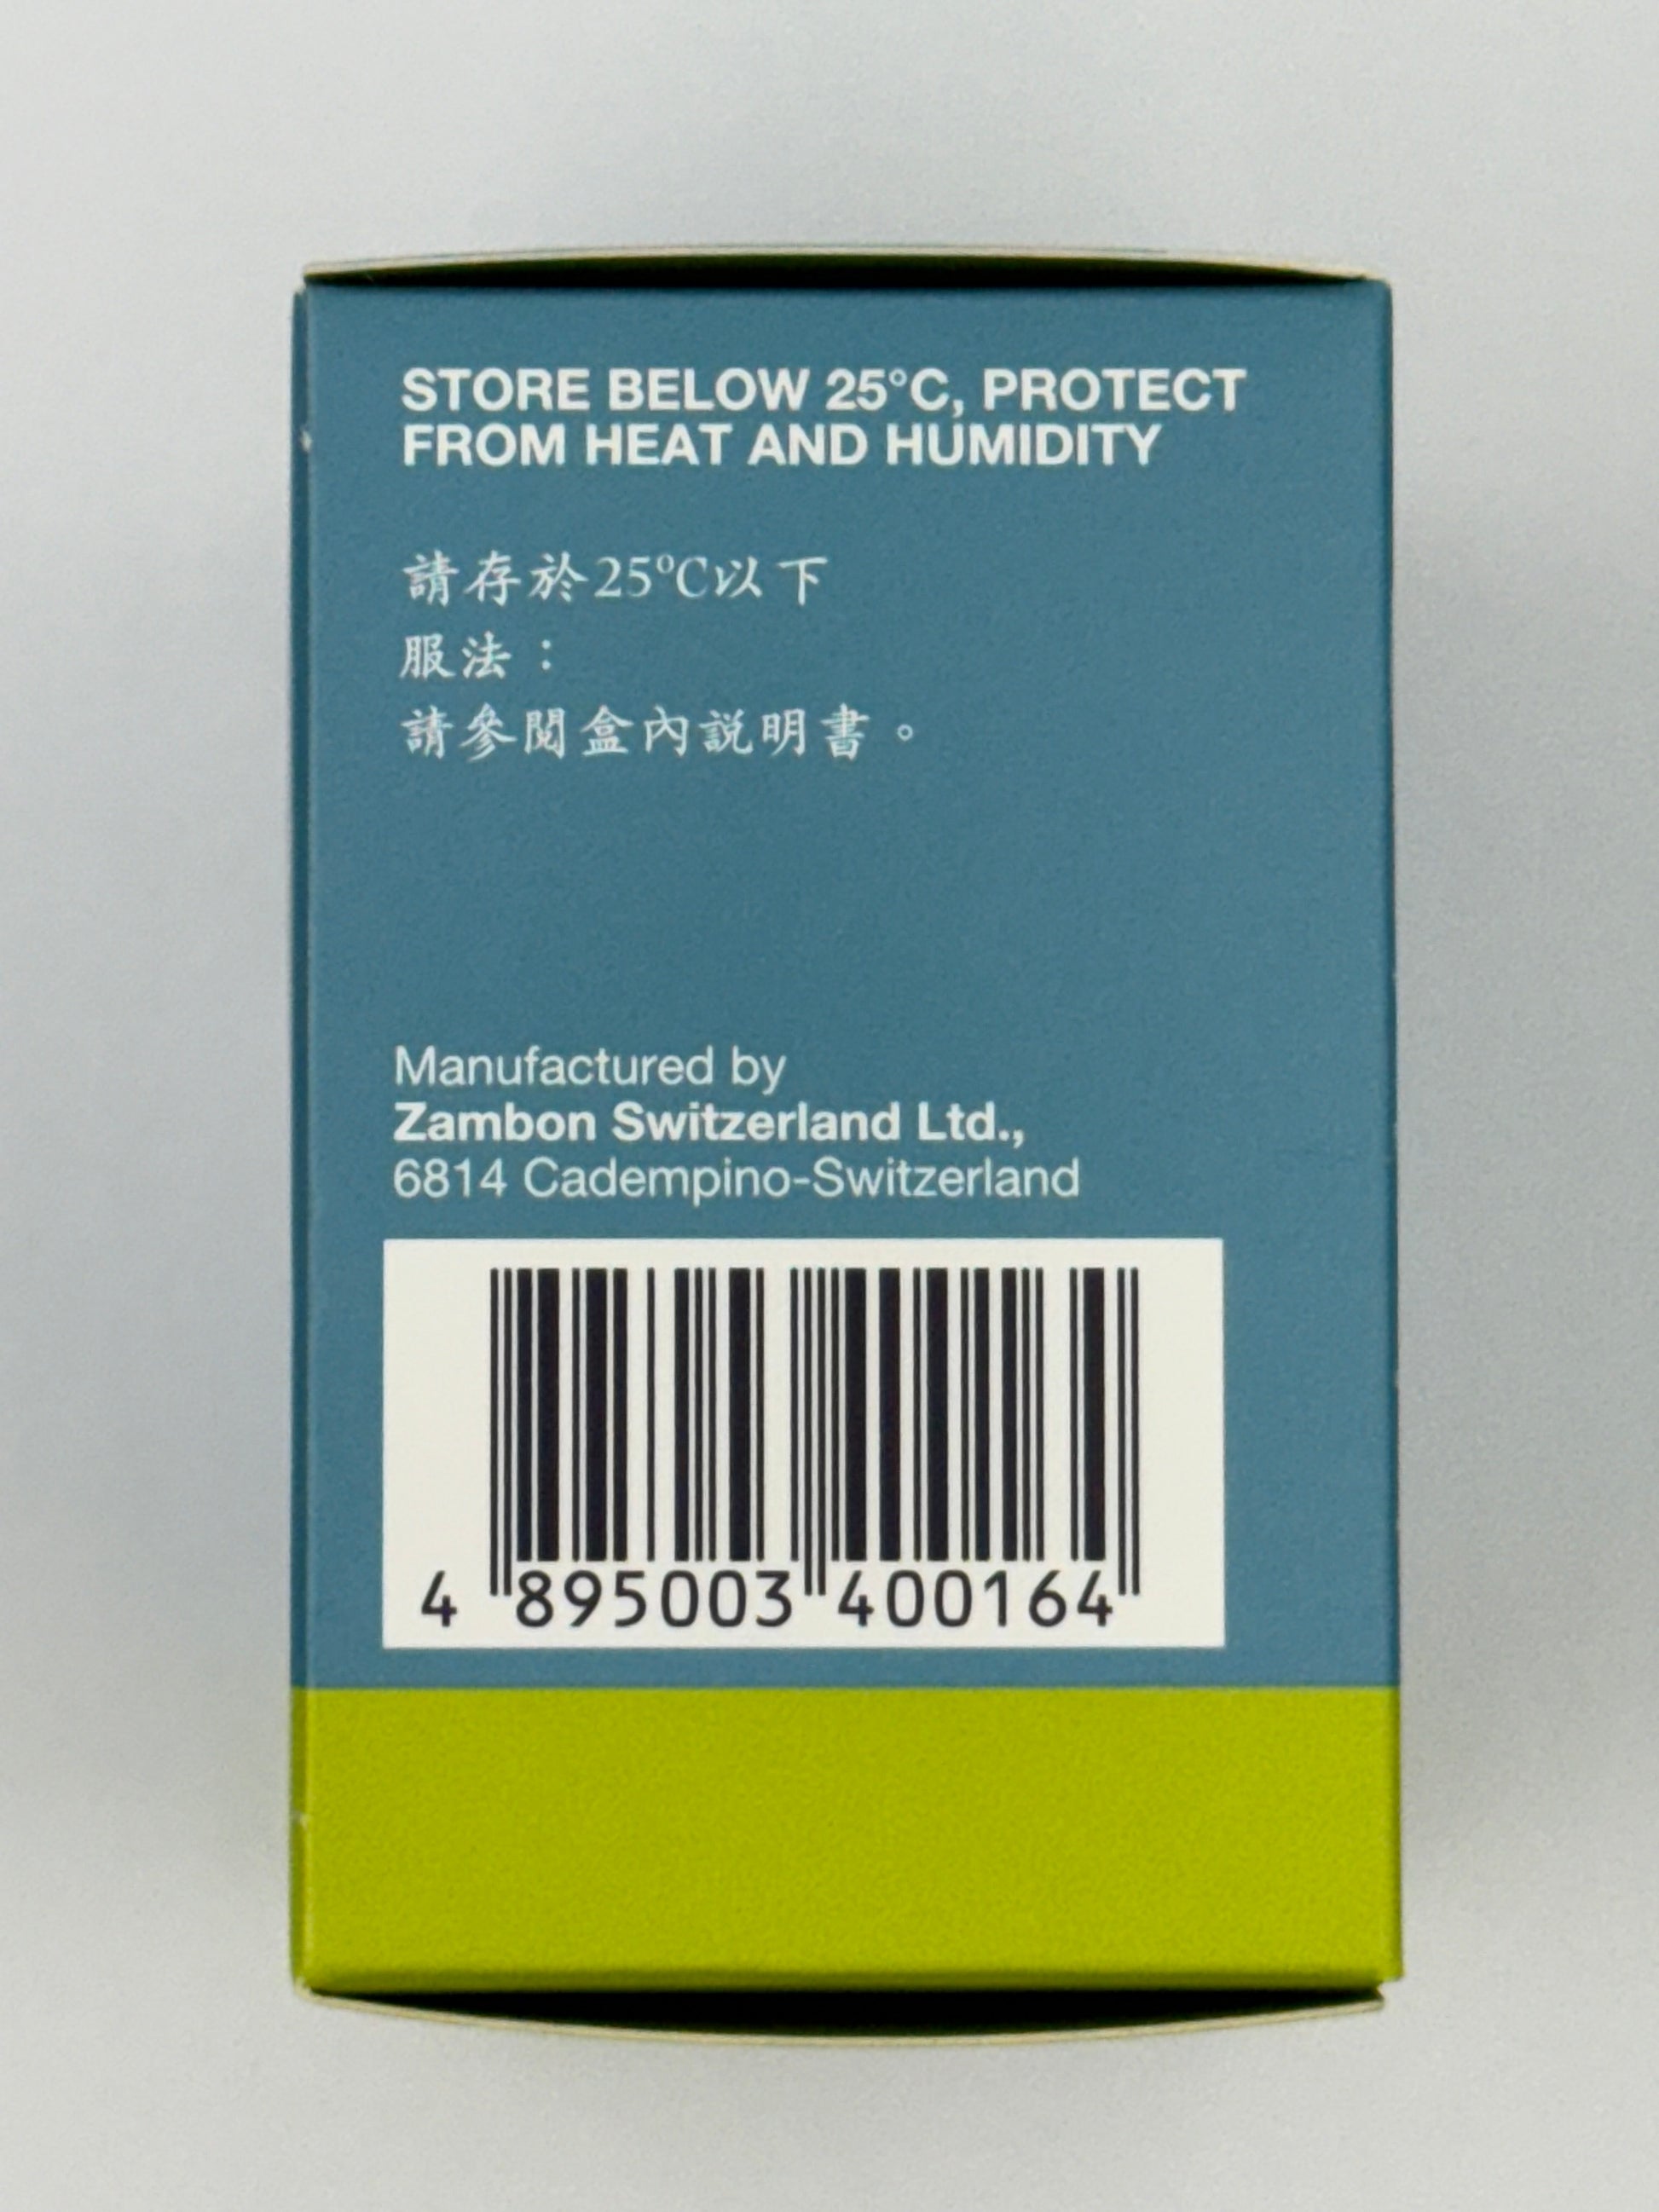 STORE BELOW 25°C, PROTECT
FROM HEAT AND HUMIDITY
請存於25°C以下
服法：
請參閱盒內説明書。
Manufactured by
Zambon Switzerland Ltd.,
6814 Cadempino-Switzerland
4 895003 400164